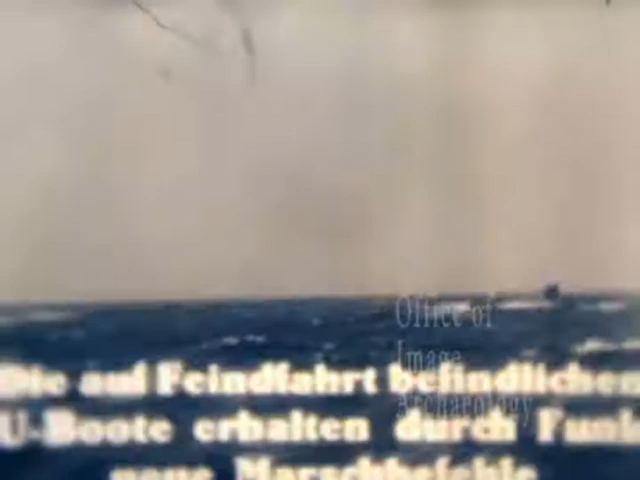 Office of
Image
Archaeology
Die auf Feindfahrt befindlichen
U-Boote erhalten durch Funk
neue Marschbefehle